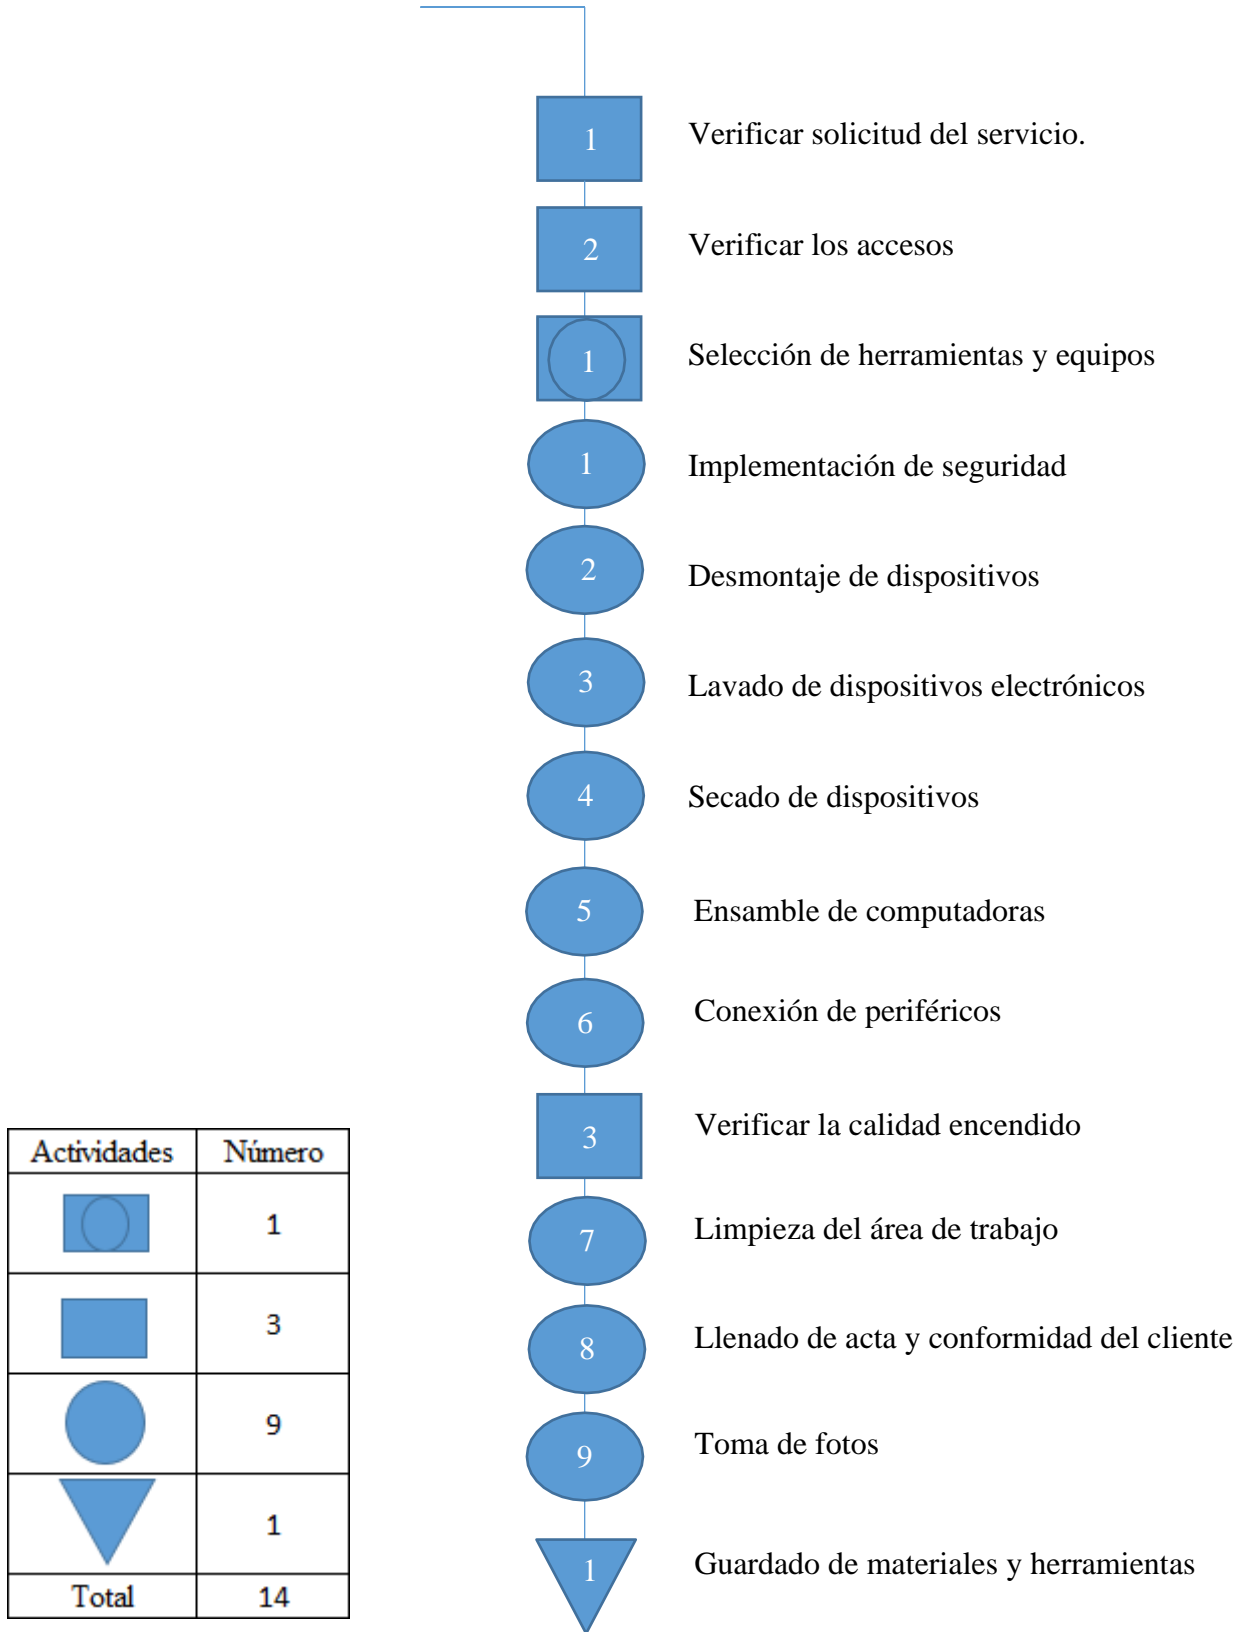 1 Verificar solicitud del servicio.
2 Verificar los accesos
1 Selección de herramientas y equipos
1 Implementación de seguridad
2 Desmontaje de dispositivos
3 Lavado de dispositivos electrónicos
4 Secado de dispositivos
5 Ensamble de computadoras
6 Conexión de periféricos
3 Verificar la calidad encendido
7 Limpieza del área de trabajo
8 Llenado de acta y conformidad del cliente
9 Toma de fotos
1 Guardado de materiales y herramientas
Actividades Número
1
3
9
1
Total 14